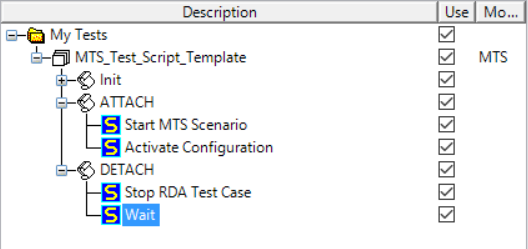 Description Use Mo...
My Tests
MTS_Test_Script_Template MTS
Init
ATTACH
S Start MTS Scenario
S Activate Configuration
DETACH
S Stop RDA Test Case
S Wait